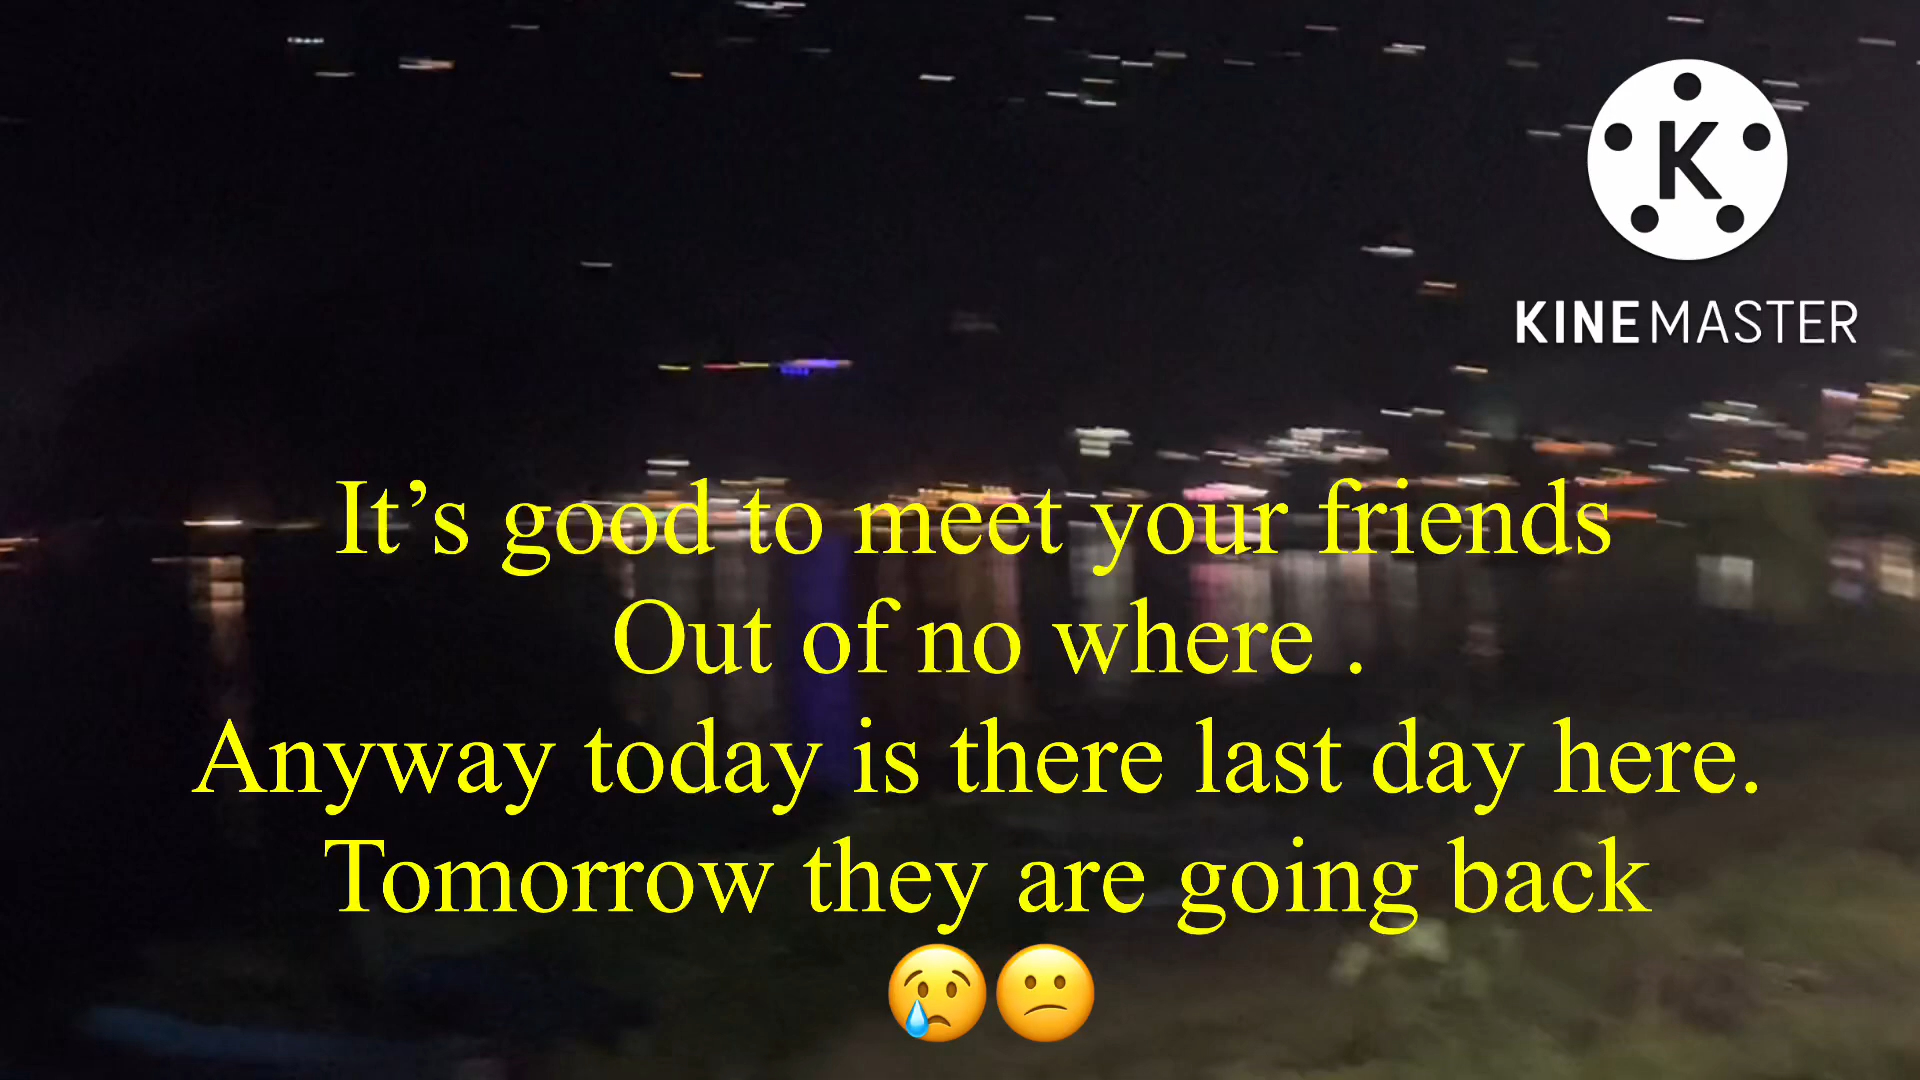 K
KINEMASTER
It’s good to meet your friends
Out of no where .
Anyway today is there last day here.
Tomorrow they are going back
😢😕